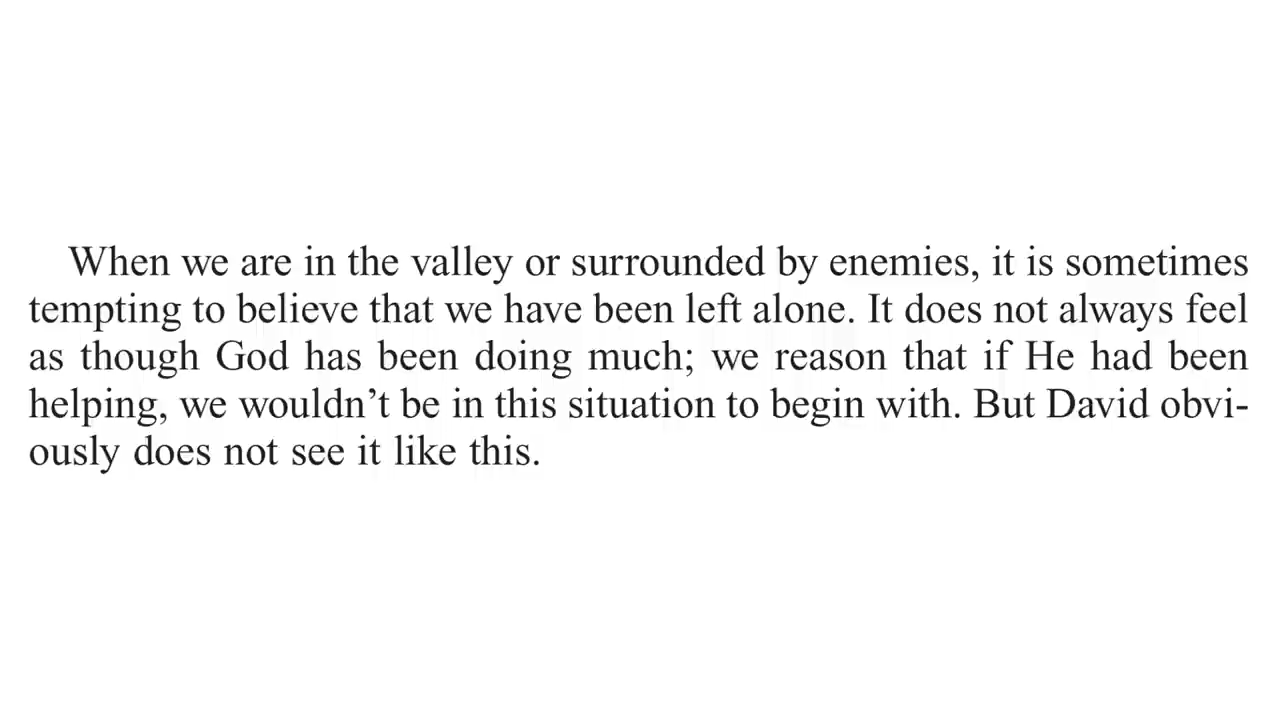 When we are in the valley or surrounded by enemies, it is sometimes
tempting to believe that we have been left alone. It does not always feel
as though God has been doing much; we reason that if He had been
helping, we wouldn’t be in this situation to begin with. But David obvi-
ously does not see it like this.